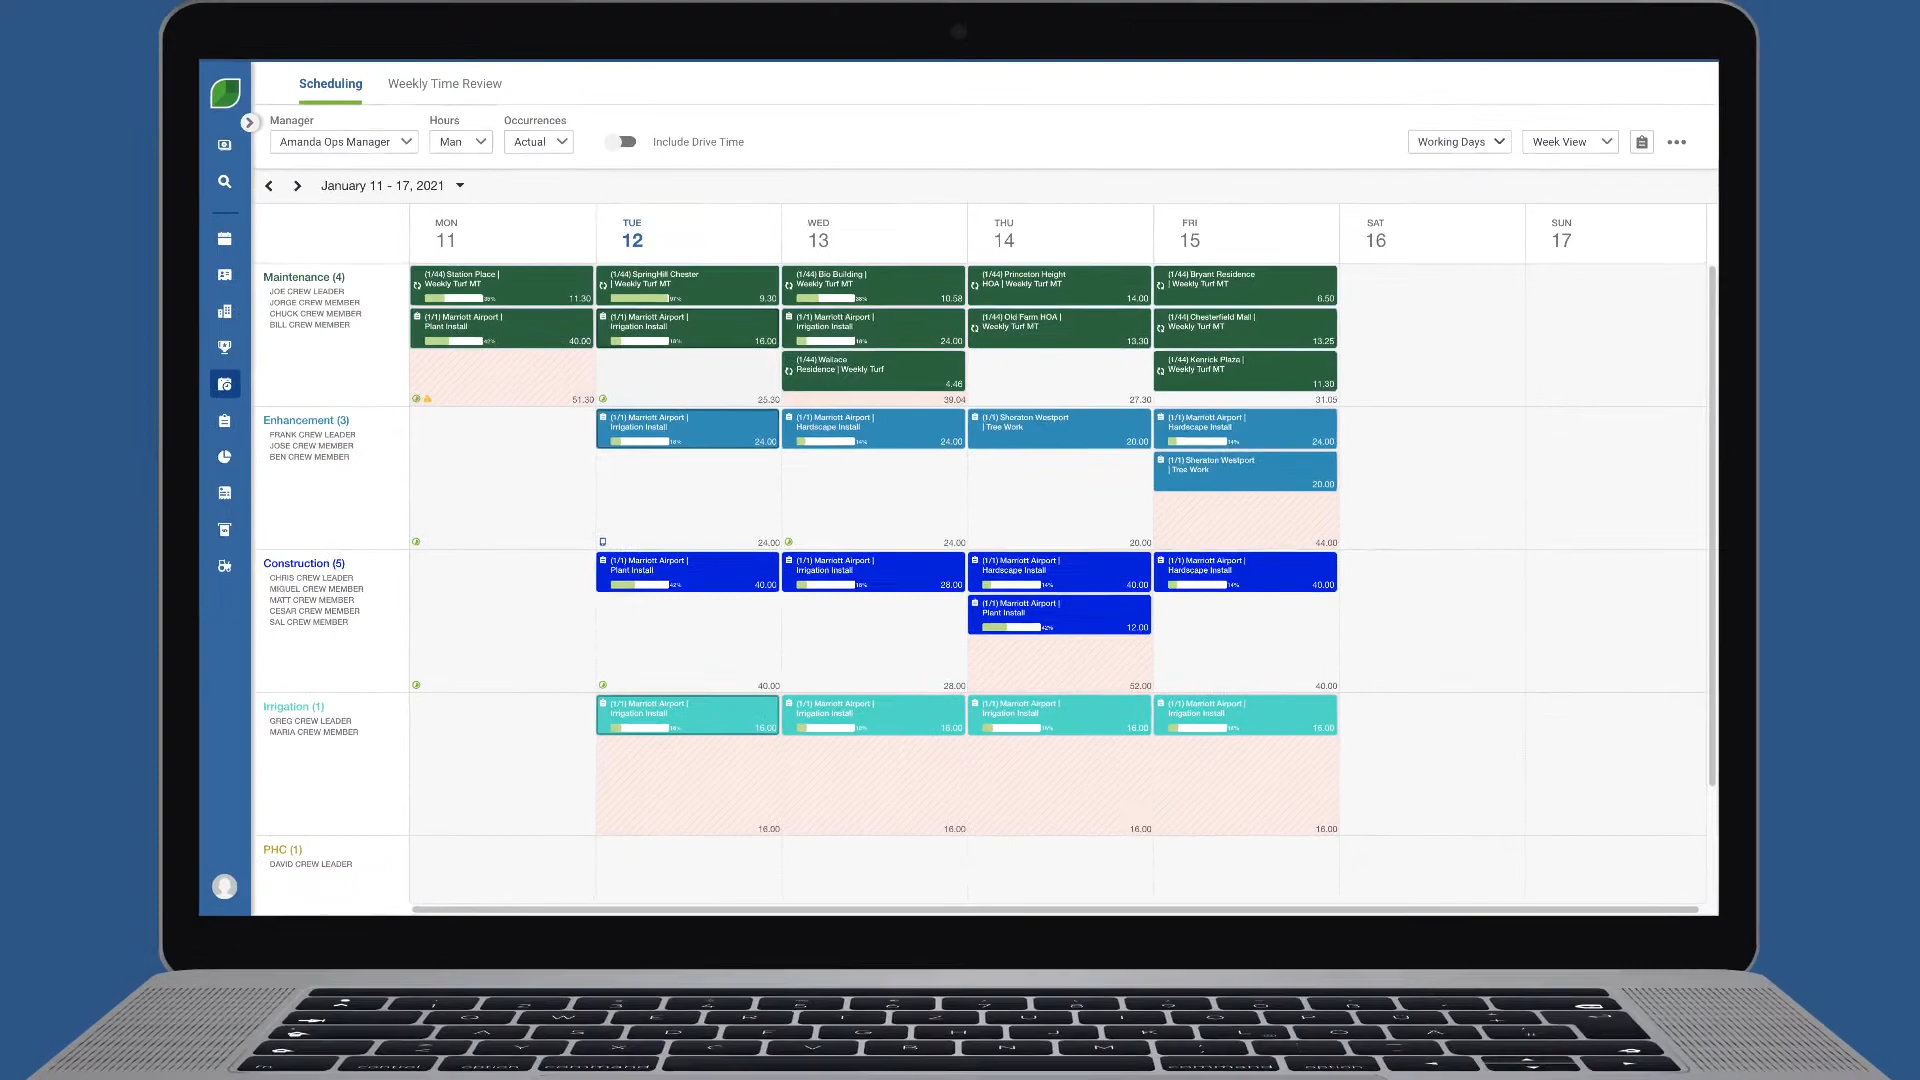 Scheduling
Weekly Time Review
Manager
Hours
Occurrences
Amanda Ops Manager
Man
Actual
Include Drive Time
Working Days
Week View
January 11 - 17, 2021
MON
11
TUE
12
WED
13
THU
14
FRI
15
SAT
16
SUN
17
Maintenance (4)
JOE CREW LEADER
JORGE CREW MEMBER
CHUCK CREW MEMBER
BILL CREW MEMBER
(1/44) Station Place |
Weekly Turf MT
11.30
(1/1) Marriott Airport |
Plant Install
42%
40.00
51.30
(1/44) SpringHill Chester
| Weekly Turf MT
97%
9.30
(1/1) Marriott Airport |
Irrigation Install
18%
16.00
25.30
(1/44) Bio Building |
Weekly Turf MT
38%
10.58
(1/1) Marriott Airport |
Irrigation Install
18%
24.00
(1/44) Wallace
Residence | Weekly Turf
4.46
39.04
(1/44) Princeton Height
HOA | Weekly Turf MT
14.00
(1/44) Old Farm HOA |
Weekly Turf MT
13.30
27.30
(1/44) Bryant Residence
| Weekly Turf MT
6.50
(1/44) Chesterfield Mall |
Weekly Turf MT
13.25
(1/44) Kenrick Plaza |
Weekly Turf MT
11.30
31.05
Enhancement (3)
FRANK CREW LEADER
JOSE CREW MEMBER
BEN CREW MEMBER
(1/1) Marriott Airport |
Irrigation Install
18%
24.00
24.00
(1/1) Marriott Airport |
Hardscape Install
14%
24.00
24.00
(1/1) Sheraton Westport
| Tree Work
20.00
20.00
(1/1) Marriott Airport |
Hardscape Install
14%
24.00
(1/1) Sheraton Westport
| Tree Work
20.00
44.00
Construction (5)
CHRIS CREW LEADER
MIGUEL CREW MEMBER
MATT CREW MEMBER
CESAR CREW MEMBER
SAL CREW MEMBER
(1/1) Marriott Airport |
Plant Install
42%
40.00
40.00
(1/1) Marriott Airport |
Irrigation Install
18%
28.00
28.00
(1/1) Marriott Airport |
Hardscape Install
14%
40.00
(1/1) Marriott Airport |
Plant Install
42%
12.00
52.00
(1/1) Marriott Airport |
Hardscape Install
14%
40.00
40.00
Irrigation (1)
GREG CREW LEADER
MARIA CREW MEMBER
(1/1) Marriott Airport |
Irrigation Install
18%
16.00
16.00
(1/1) Marriott Airport |
Irrigation Install
18%
16.00
16.00
(1/1) Marriott Airport |
Irrigation Install
18%
16.00
16.00
(1/1) Marriott Airport |
Irrigation Install
18%
16.00
16.00
PHC (1)
DAVID CREW LEADER